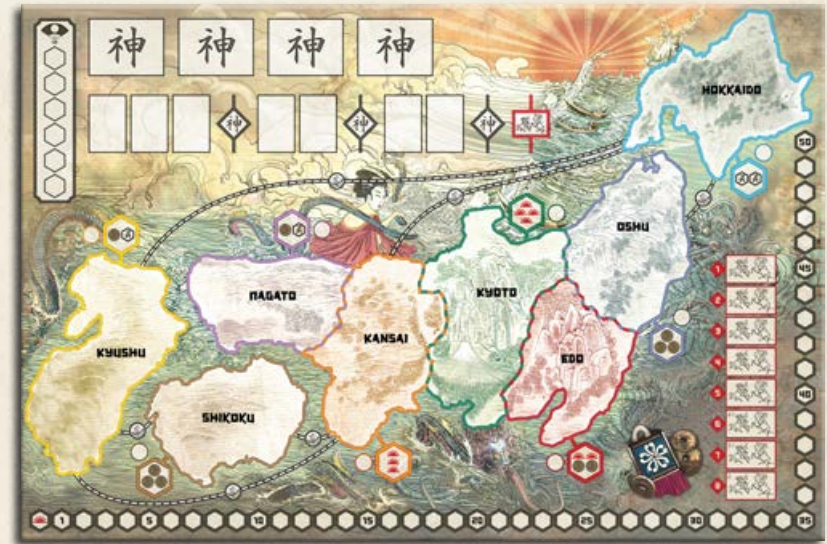 神 神 神 神
神 神 神
HOKKAIDO
50
OSHU
NAGATO
KYOTO
45
1
2
KANSAI
3
KYUSHU
EDO
4
5
40
SHIKOKU
6
7
8
1 5 10 15 20 25 30 35